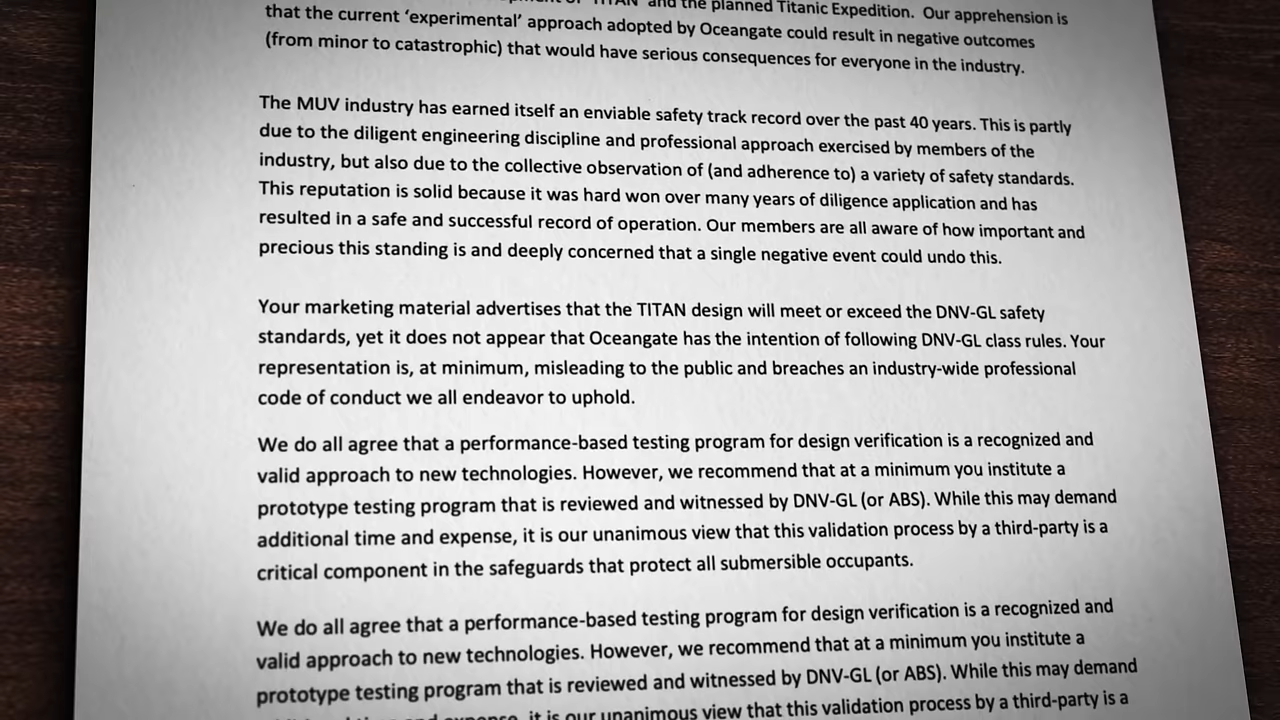 'TITAN' and the planned Titanic Expedition. Our apprehension is
that the current ‘experimental’ approach adopted by Oceangate could result in negative outcomes
(from minor to catastrophic) that would have serious consequences for everyone in the industry.
The MUV industry has earned itself an enviable safety track record over the past 40 years. This is partly
due to the diligent engineering discipline and professional approach exercised by members of the
industry, but also due to the collective observation of (and adherence to) a variety of safety standards.
This reputation is solid because it was hard won over many years of diligence application and has
resulted in a safe and successful record of operation. Our members are all aware of how important and
precious this standing is and deeply concerned that a single negative event could undo this.
Your marketing material advertises that the TITAN design will meet or exceed the DNV-GL safety
standards, yet it does not appear that Oceangate has the intention of following DNV-GL class rules. Your
representation is, at minimum, misleading to the public and breaches an industry-wide professional
code of conduct we all endeavor to uphold.
We do all agree that a performance-based testing program for design verification is a recognized and
valid approach to new technologies. However, we recommend that at a minimum you institute a
prototype testing program that is reviewed and witnessed by DNV-GL (or ABS). While this may demand
additional time and expense, it is our unanimous view that this validation process by a third-party is a
critical component in the safeguards that protect all submersible occupants.
We do all agree that a performance-based testing program for design verification is a recognized and
valid approach to new technologies. However, we recommend that at a minimum you institute a
prototype testing program that is reviewed and witnessed by DNV-GL (or ABS). While this may demand
expense, it is our unanimous view that this validation process by a third-party is a